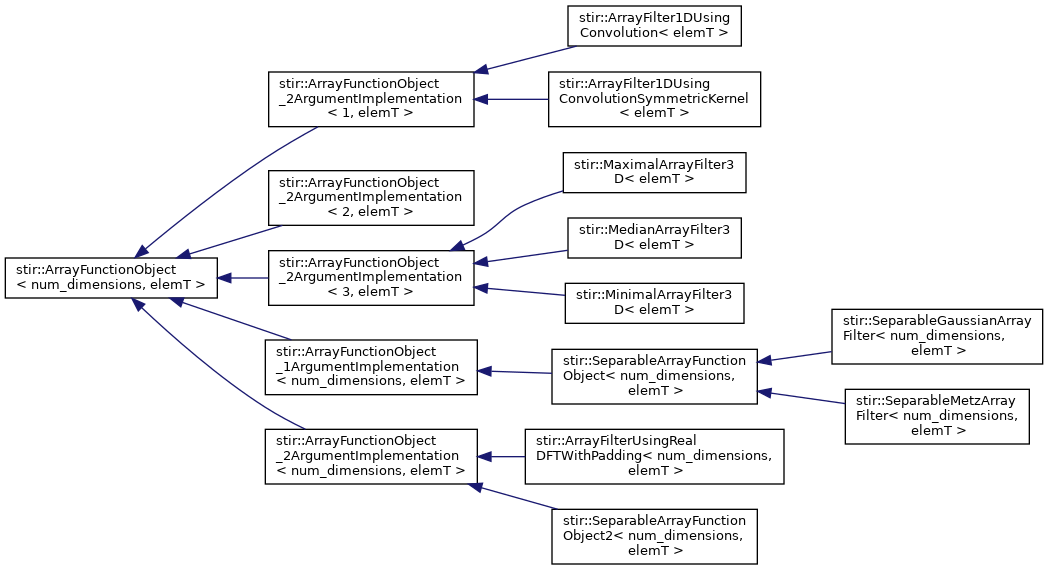 stir::ArrayFunctionObject
< num_dimensions, elemT >
stir::ArrayFunctionObject
_2ArgumentImplementation
< 1, elemT >
stir::ArrayFilter1DUsing
Convolution< elemT >
stir::ArrayFilter1DUsing
ConvolutionSymmetricKernel
< elemT >
stir::ArrayFunctionObject
_2ArgumentImplementation
< 2, elemT >
stir::ArrayFunctionObject
_2ArgumentImplementation
< 3, elemT >
stir::MaximalArrayFilter3
D< elemT >
stir::MedianArrayFilter3
D< elemT >
stir::MinimalArrayFilter3
D< elemT >
stir::ArrayFunctionObject
_1ArgumentImplementation
< num_dimensions, elemT >
stir::SeparableArrayFunction
Object< num_dimensions,
elemT >
stir::SeparableGaussianArray
Filter< num_dimensions,
elemT >
stir::SeparableMetzArray
Filter< num_dimensions,
elemT >
stir::ArrayFunctionObject
_2ArgumentImplementation
< num_dimensions, elemT >
stir::ArrayFilterUsingReal
DFTWithPadding< num_dimensions,
elemT >
stir::SeparableArrayFunction
Object2< num_dimensions,
elemT >